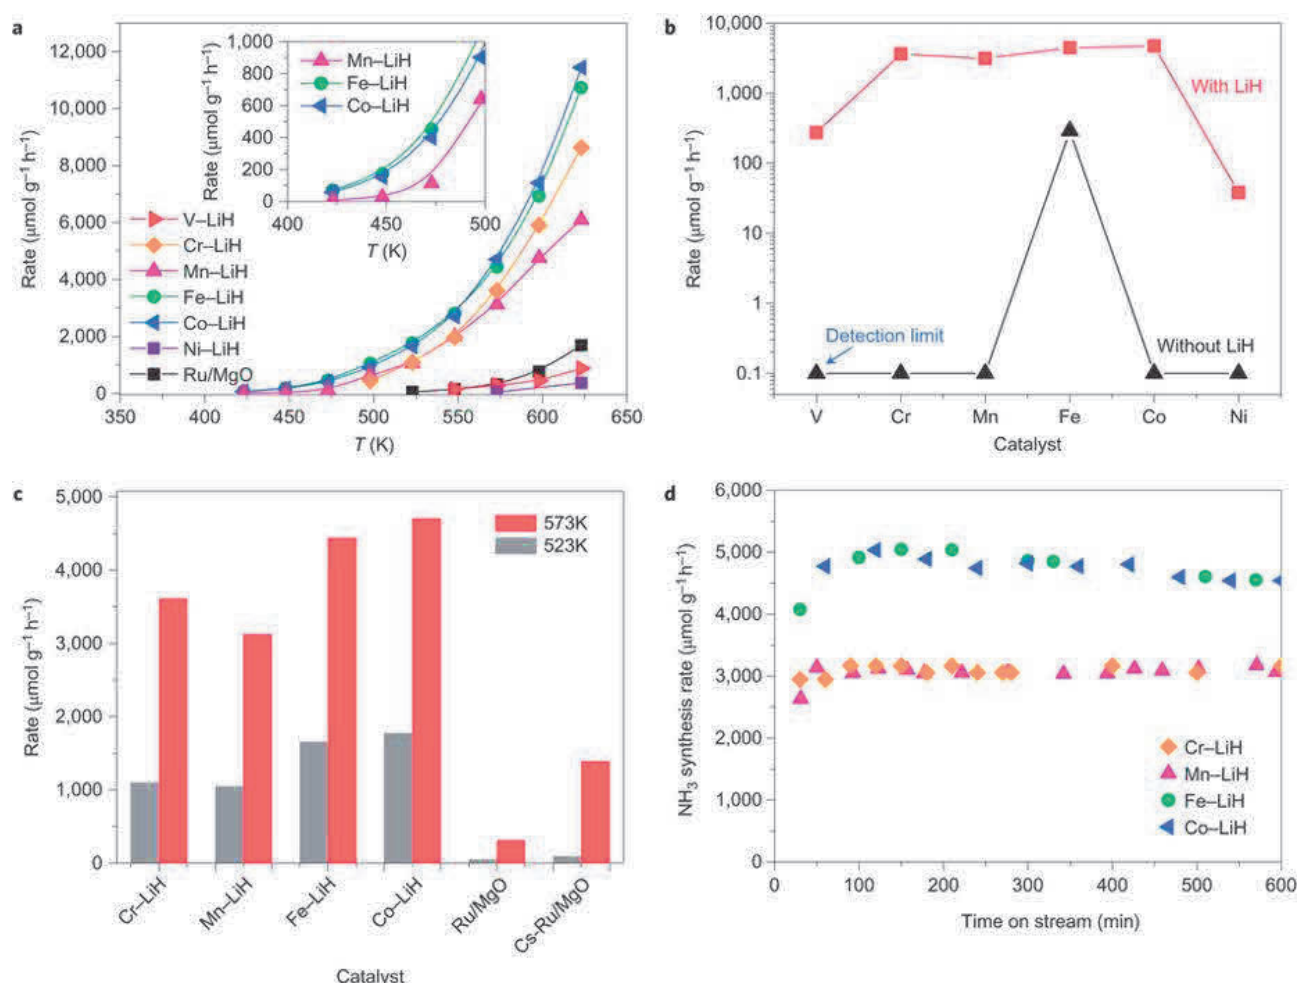 a
Rate (μmol g⁻¹ h⁻¹)
12,000
10,000
8,000
6,000
4,000
2,000
0
350
400
450
500
550
600
650
T (K)
V–LiH
Cr–LiH
Mn–LiH
Fe–LiH
Co–LiH
Ni–LiH
Ru/MgO
Rate (μmol g⁻¹ h⁻¹)
1,000
800
600
400
200
0
400
450
500
T (K)
Mn–LiH
Fe–LiH
Co–LiH
b
Rate (μmol g⁻¹ h⁻¹)
10,000
1,000
100
10
1
0.1
With LiH
Detection limit
Without LiH
V
Cr
Mn
Fe
Co
Ni
Catalyst
c
Rate (μmol g⁻¹ h⁻¹)
5,000
4,000
3,000
2,000
1,000
0
573K
523K
Cr–LiH
Mn–LiH
Fe–LiH
Co–LiH
Ru/MgO
Cs-Ru/MgO
Catalyst
d
NH₃ synthesis rate (μmol g⁻¹ h⁻¹)
6,000
5,000
4,000
3,000
2,000
1,000
0
Cr–LiH
Mn–LiH
Fe–LiH
Co–LiH
0
100
200
300
400
500
600
Time on stream (min)